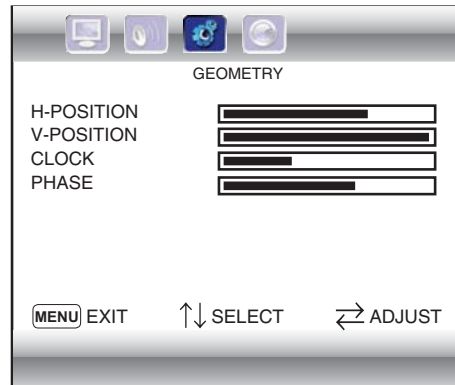 GEOMETRY
H-POSITION
V-POSITION
CLOCK
PHASE
MENU EXIT ↑↓ SELECT ⇄ ADJUST